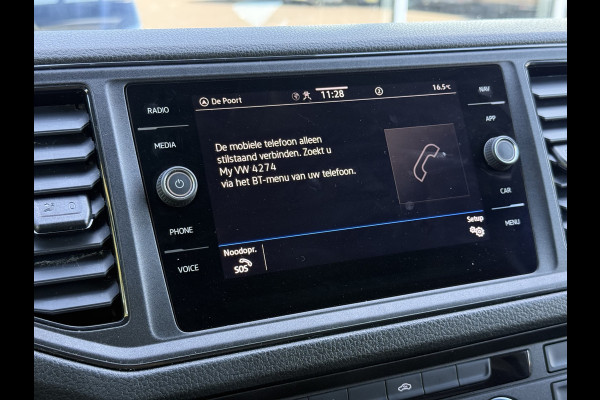 RADIO
MEDIA
PHONE
VOICE
De Poort
11:28
2
16.5°C
De mobiele telefoon alleen
stilstaand verbinden. Zoekt u
My VW 4274
via het BT-menu van uw telefoon.
Noodopr.
SOS
Setup
NAV
APP
CAR
MENU